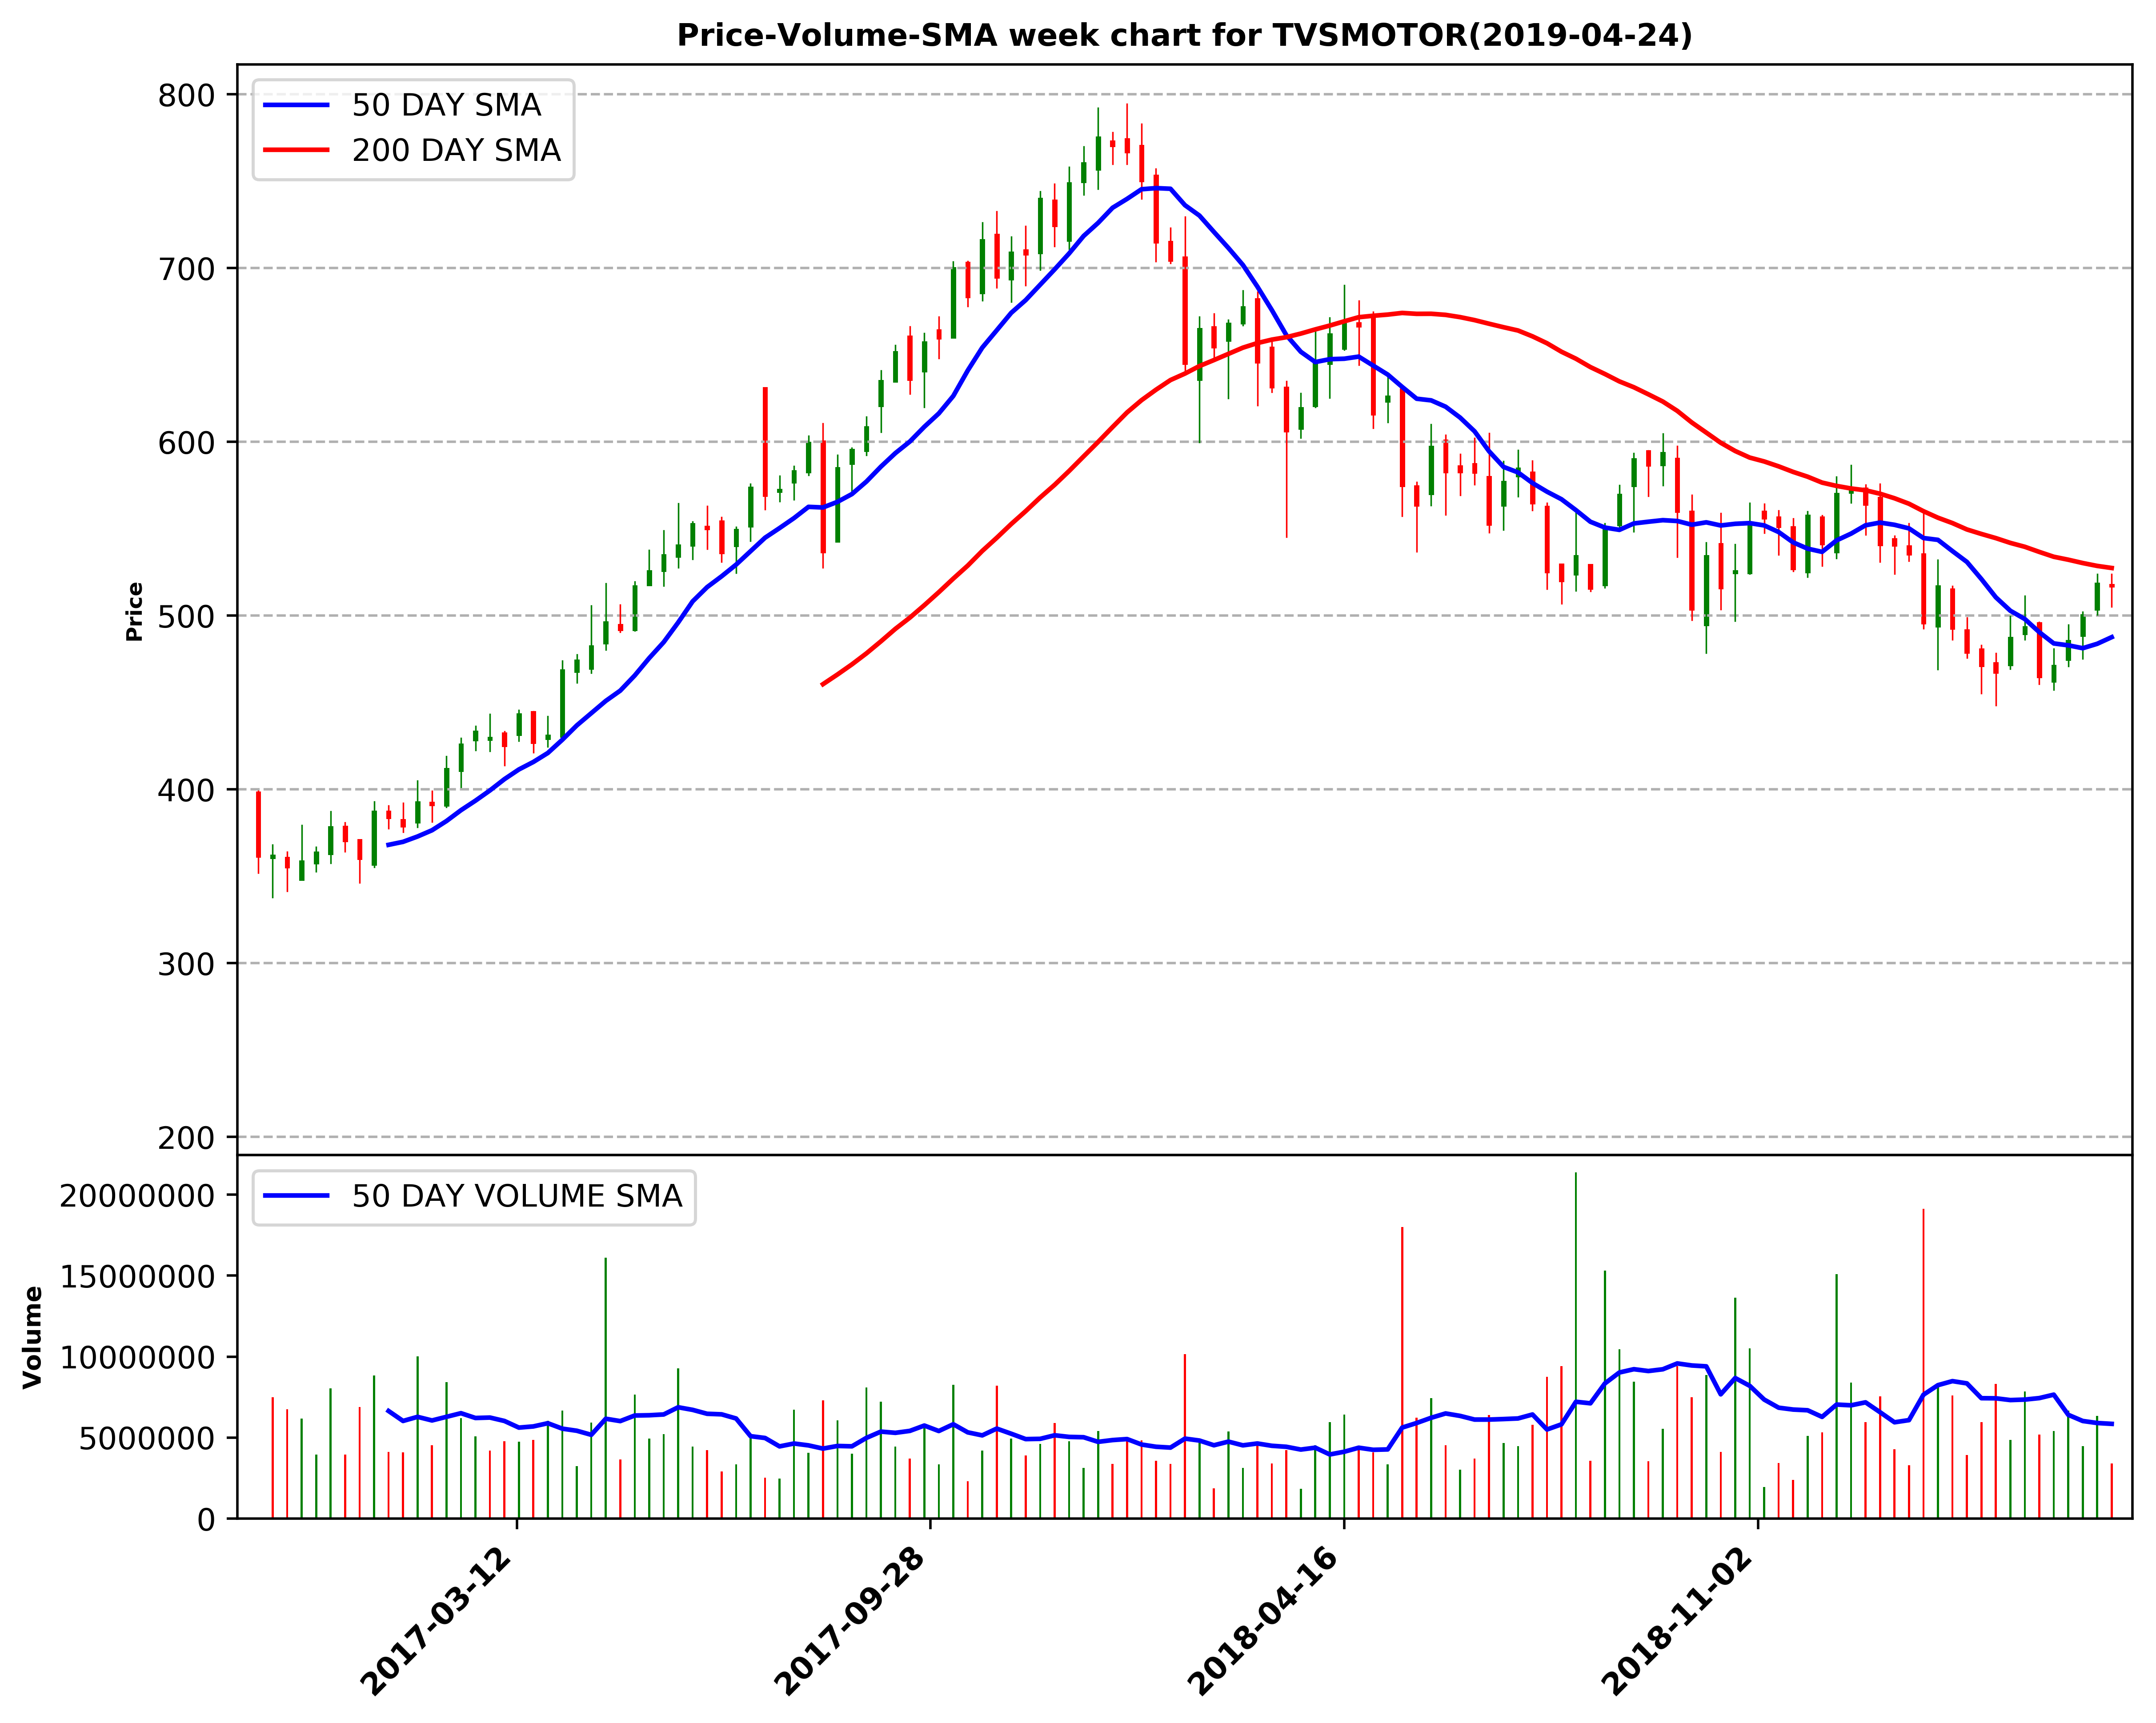 Price-Volume-SMA week chart for TVSMOTOR(2019-04-24)
50 DAY SMA
200 DAY SMA
800
700
600
500
400
300
200
Price
50 DAY VOLUME SMA
20000000
15000000
10000000
5000000
0
Volume
2017-03-12
2017-09-28
2018-04-16
2018-11-02